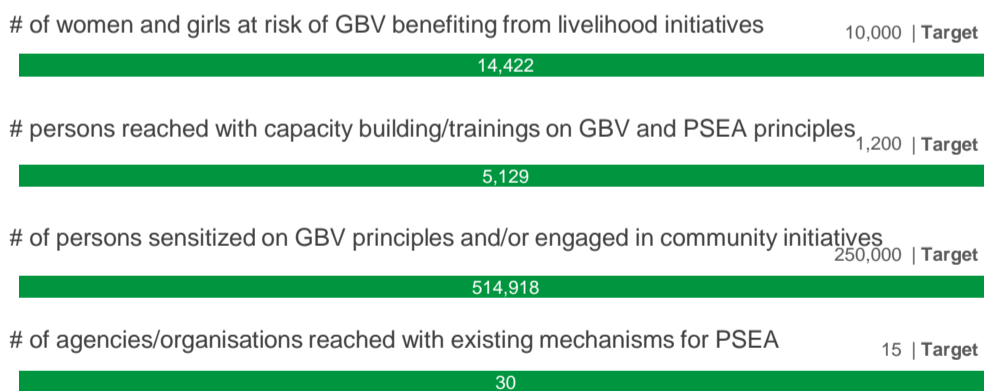 # of women and girls at risk of GBV benefiting from livelihood initiatives
10,000 | Target
14,422
# persons reached with capacity building/trainings on GBV and PSEA principles
1,200 | Target
5,129
# of persons sensitized on GBV principles and/or engaged in community initiatives
250,000 | Target
514,918
# of agencies/organisations reached with existing mechanisms for PSEA
15 | Target
30